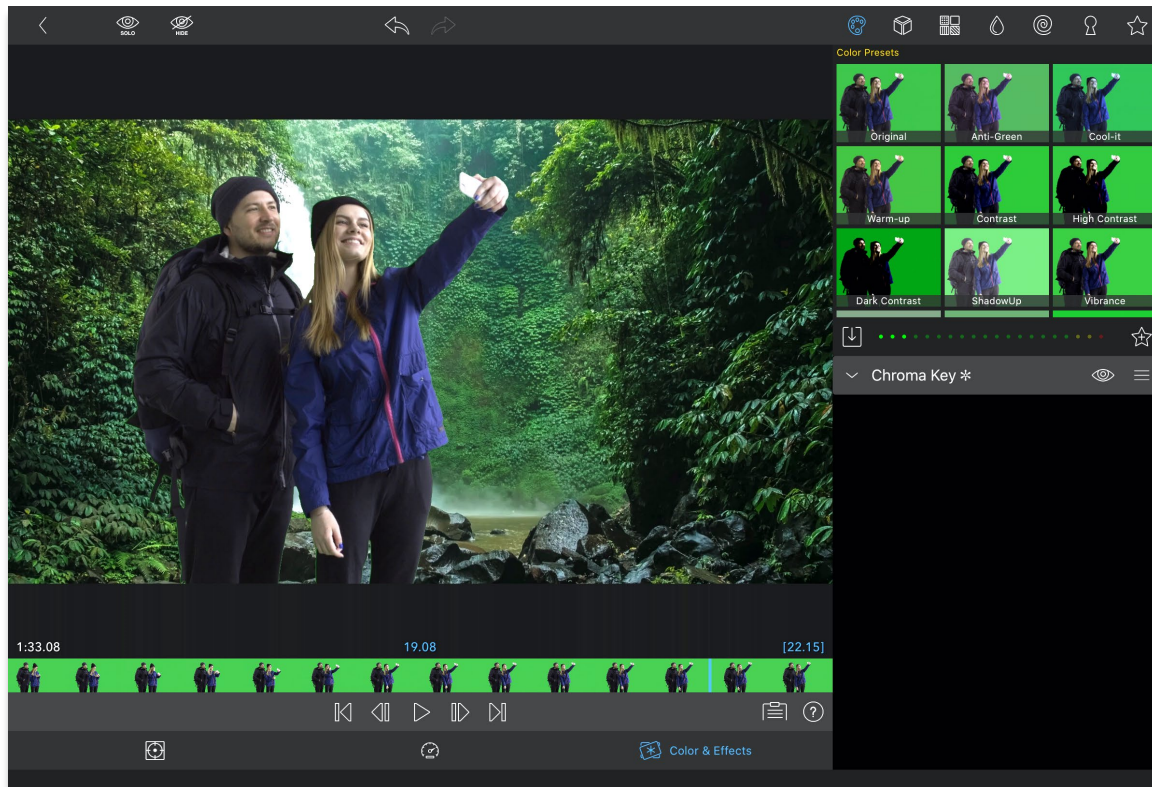 SOLO
HIDE
Color Presets
Original
Anti-Green
Cool-it
Warm-up
Contrast
High Contrast
Dark Contrast
ShadowUp
Vibrance
Chroma Key
1:33.08
19.08
[22.15]
?
Color & Effects